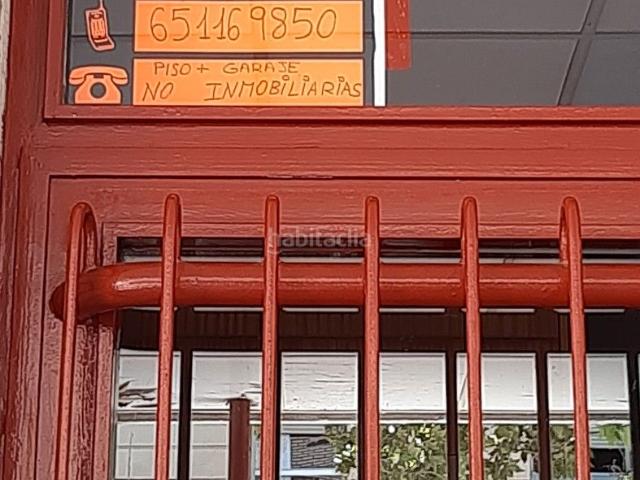 651169850
PISO + GARAJE
NO INMOBILIARIAS
habitaclia